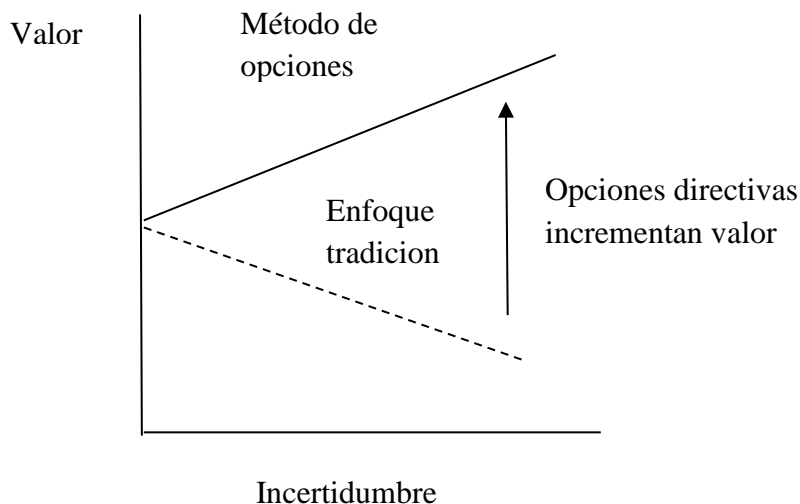 Valor
Método de
opciones
Enfoque
tradicion
Opciones directivas
incrementan valor
Incertidumbre